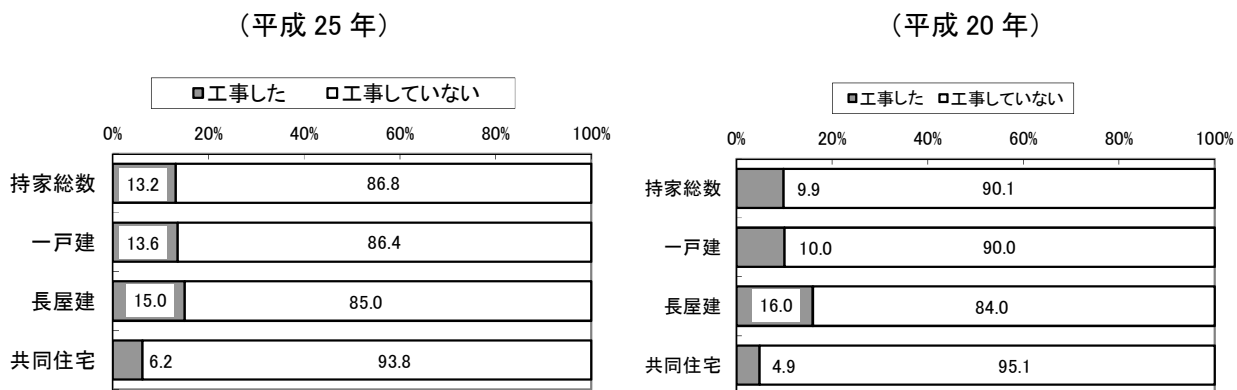 （平成 25 年）
■工事した □工事していない
0% 20% 40% 60% 80% 100%
持家総数 13.2 86.8
一戸建 13.6 86.4
長屋建 15.0 85.0
共同住宅 6.2 93.8
（平成 20 年）
■工事した □工事していない
0% 20% 40% 60% 80% 100%
持家総数 9.9 90.1
一戸建 10.0 90.0
長屋建 16.0 84.0
共同住宅 4.9 95.1